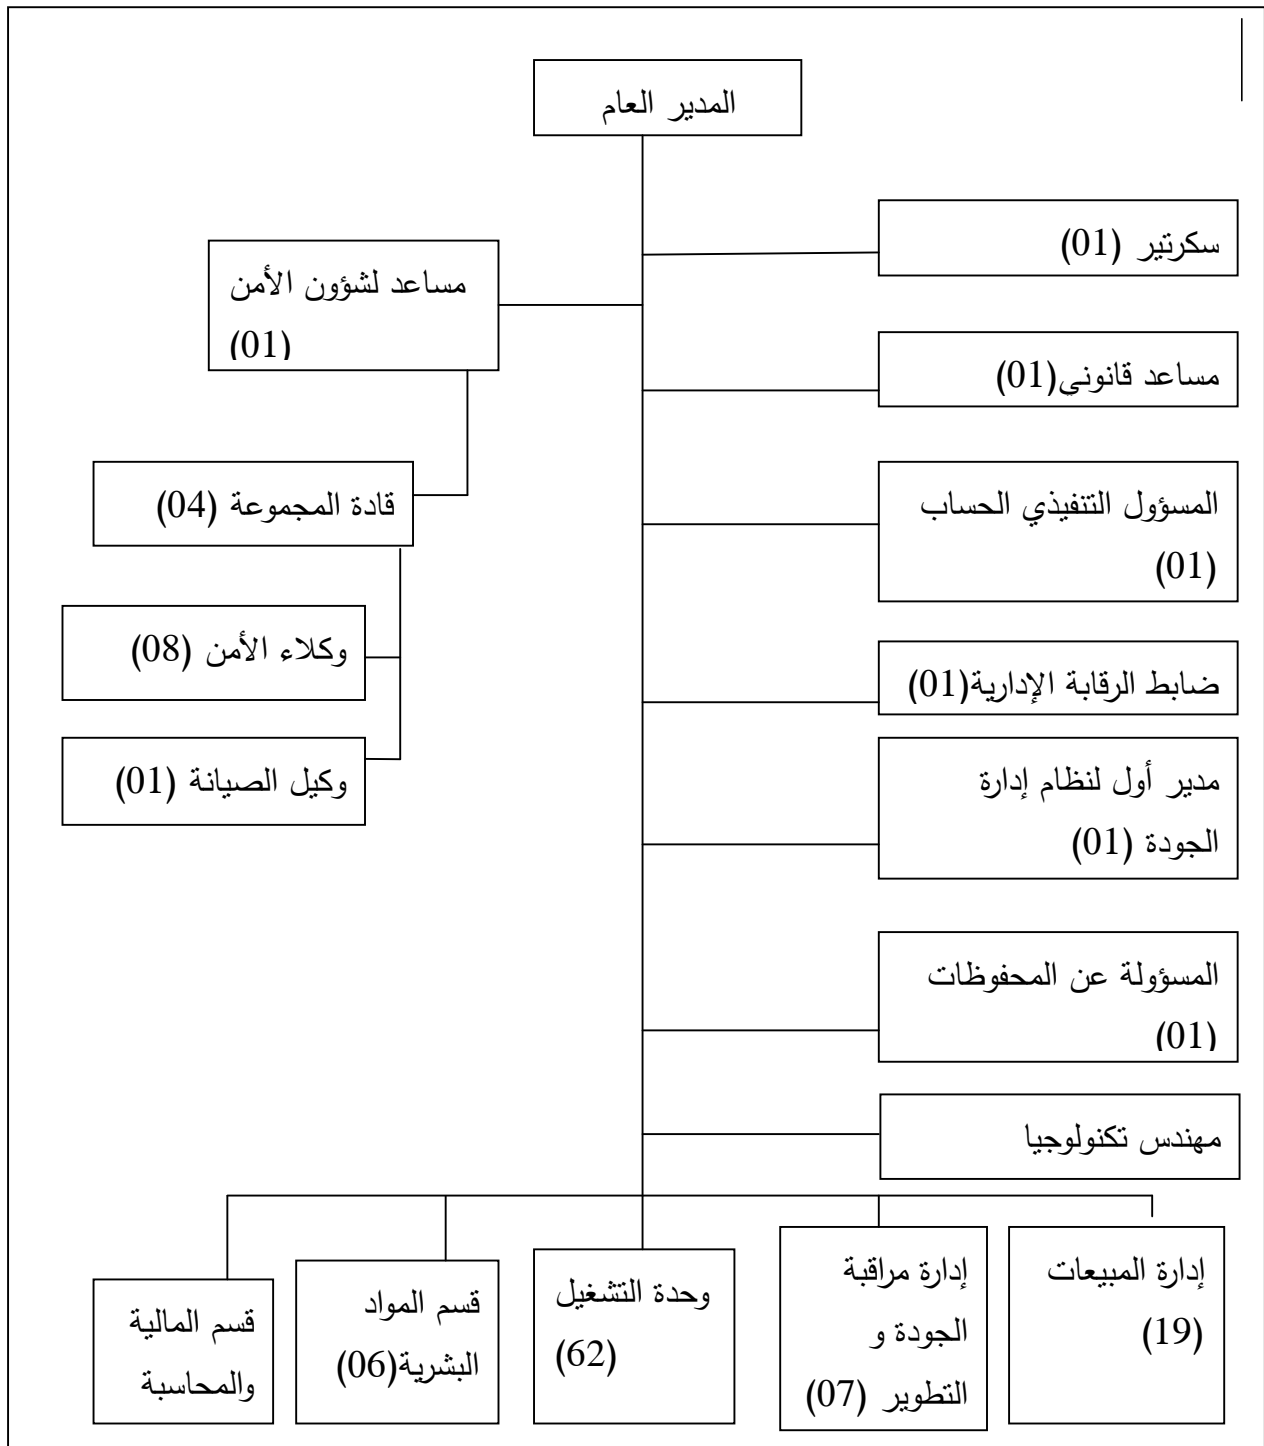 المدير العام
سكرتير (01)
مساعد لشؤون الأمن
(01)
مساعد قانوني(01)
قادة المجموعة (04)
المسؤول التنفيذي الحساب
(01)
وكلاء الأمن (08)
ضابط الرقابة الإدارية(01)
وكيل الصيانة (01)
مدير أول لنظام إدارة
الجودة (01)
المسؤولة عن المحفوظات
(01)
مهندس تكنولوجيا
إدارة المبيعات
(19)
إدارة مراقبة
الجودة و
التطوير (07)
وحدة التشغيل
(62)
قسم المواد
البشرية(06)
قسم المالية
والمحاسبة